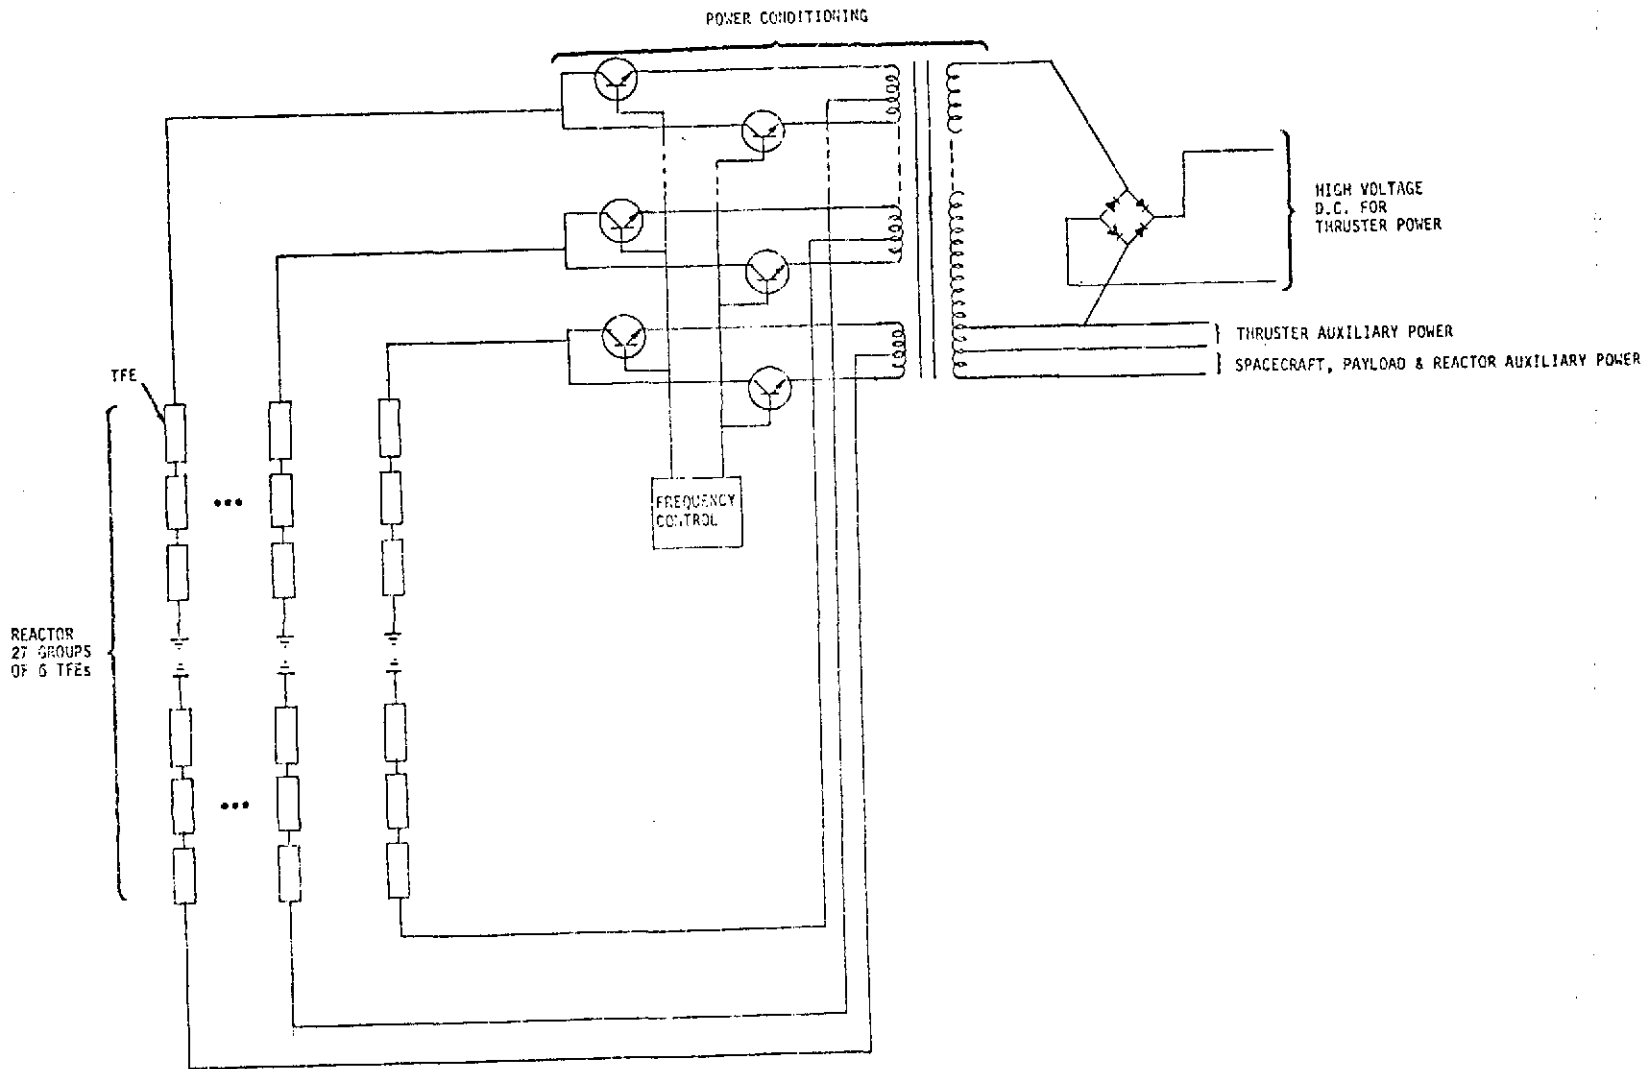 POWER CONDITIONING
HIGH VOLTAGE
D.C. FOR
THRUSTER POWER
THRUSTER AUXILIARY POWER
SPACECRAFT, PAYLOAD & REACTOR AUXILIARY POWER
TFE
FREQUENCY
CONTROL
REACTOR
27 GROUPS
OF 6 TFEs